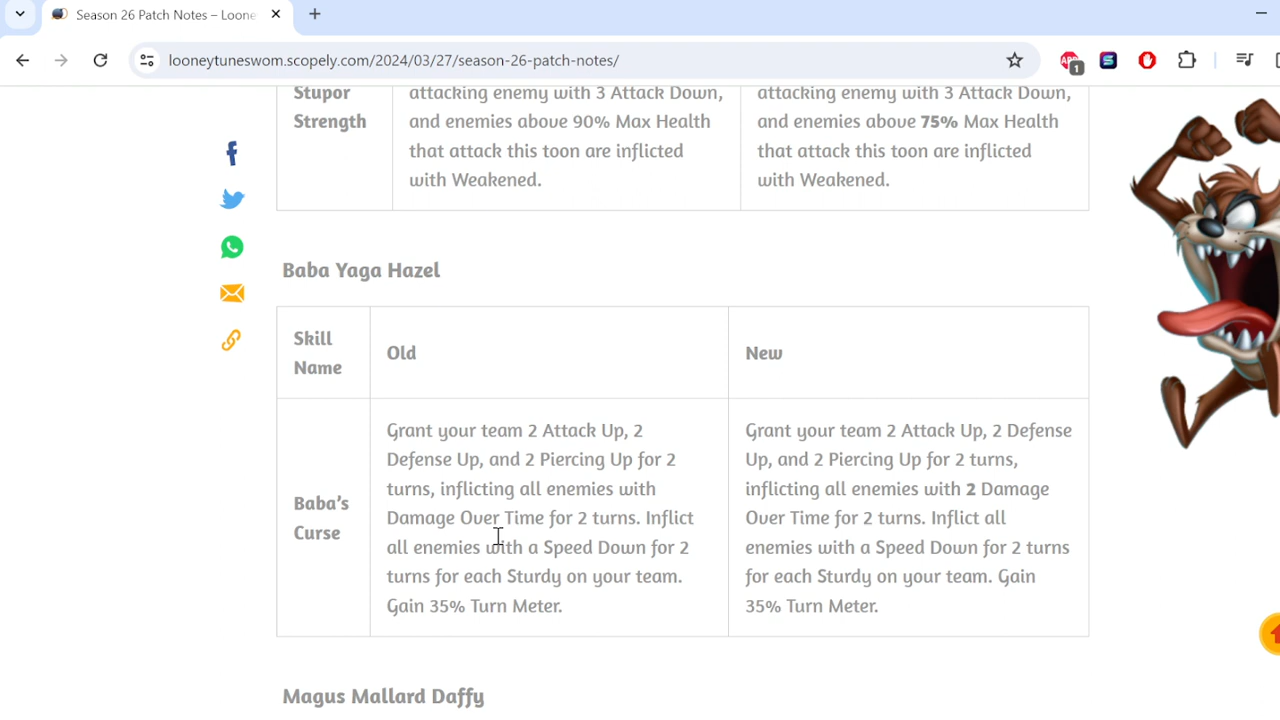 Season 26 Patch Notes – Loone
looneytuneswom.scopely.com/2024/03/27/season-26-patch-notes/
1
Stupor
Strength
attacking enemy with 3 Attack Down,
and enemies above 90% Max Health
that attack this toon are inflicted
with Weakened.
attacking enemy with 3 Attack Down,
and enemies above 75% Max Health
that attack this toon are inflicted
with Weakened.
Baba Yaga Hazel
Skill
Name
Old
New
Baba's
Curse
Grant your team 2 Attack Up, 2
Defense Up, and 2 Piercing Up for 2
turns, inflicting all enemies with
Damage Over Time for 2 turns. Inflict
all enemies with a Speed Down for 2
turns for each Sturdy on your team.
Gain 35% Turn Meter.
Grant your team 2 Attack Up, 2 Defense
Up, and 2 Piercing Up for 2 turns,
inflicting all enemies with 2 Damage
Over Time for 2 turns. Inflict all
enemies with a Speed Down for 2 turns
for each Sturdy on your team. Gain
35% Turn Meter.
Magus Mallard Daffy